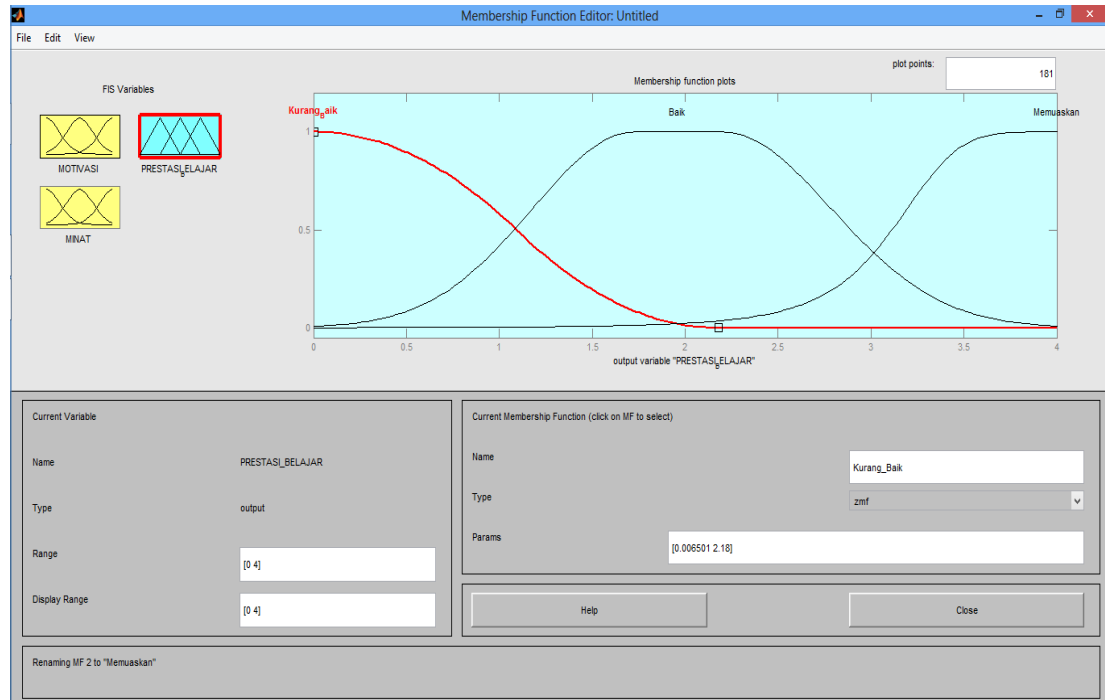 Membership Function Editor: Untitled
File Edit View
plot points:
181
FIS Variables
Membership function plots
MOTIVASI
PRESTASI_BELAJAR
MINAT
Kurang_Baik
Baik
Memuaskan
1
0.5
0
0 0.5 1 1.5 2 2.5 3 3.5 4
output variable "PRESTASI_BELAJAR"
Current Variable
Name PRESTASI_BELAJAR
Type output
Range [0 4]
Display Range [0 4]
Current Membership Function (click on MF to select)
Name Kurang_Baik
Type zmf
Params [0.006501 2.18]
Help
Close
Renaming MF 2 to "Memuaskan"